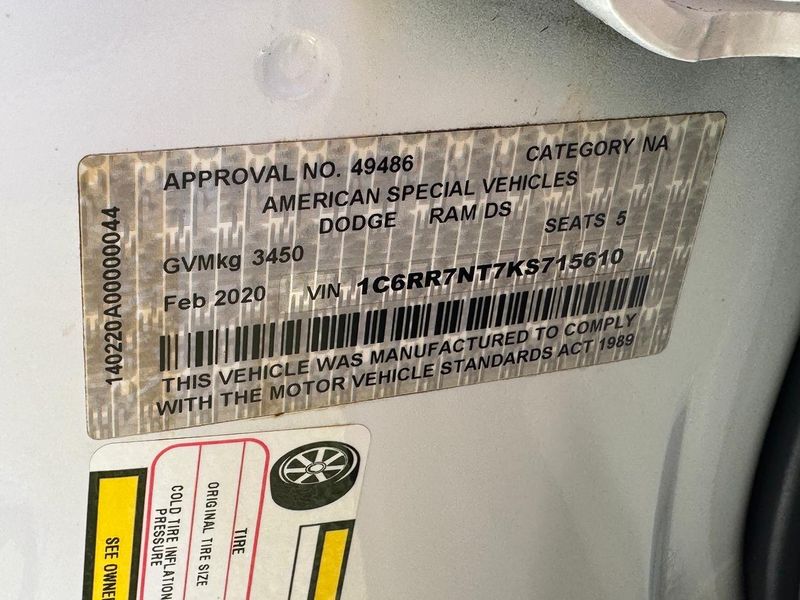 APPROVAL NO. 49486 CATEGORY NA
AMERICAN SPECIAL VEHICLES
DODGE RAM DS
GVMkg 3450 SEATS 5
Feb 2020 VIN 1C6RR7NT7KS715610
THIS VEHICLE WAS MANUFACTURED TO COMPLY
WITH THE MOTOR VEHICLE STANDARDS ACT 1989
140220A00000044
SEE OWNE
COLD TIRE INFLATION
PRESSURE
ORIGINAL TIRE SIZE
TIRE